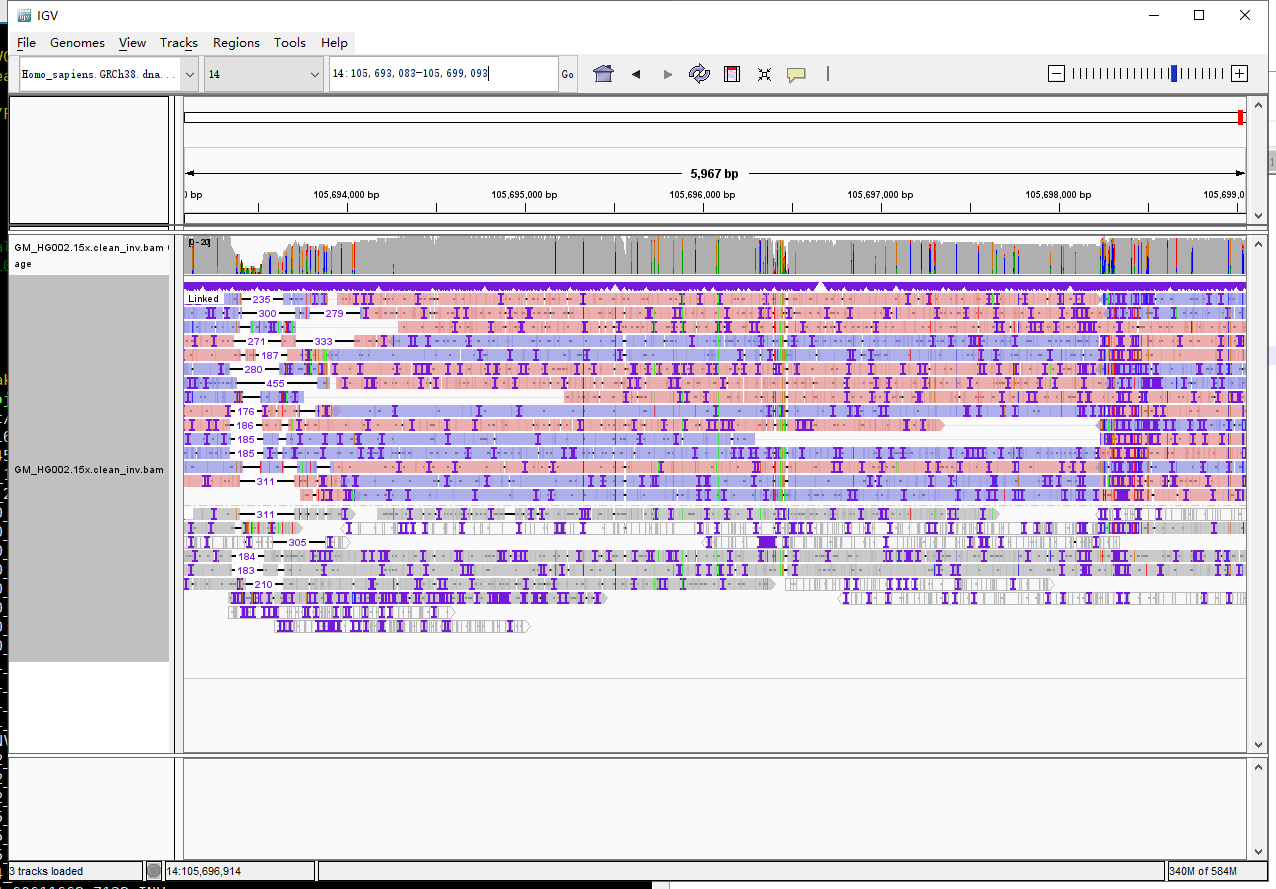 IGV
File Genomes View Tracks Regions Tools Help
Homo_sapiens.GRCh38.dna... 14 14:105,693,083-105,699,093 Go
5,967 bp
0 bp 105,694,000 bp 105,695,000 bp 105,696,000 bp 105,697,000 bp 105,698,000 bp 105,699,0
GM_HG002.15x.clean_inv.bam
age
[0-20]
Linked
235
300 279
271 333
187
280
455
176
186
185
185
311
GM_HG002.15x.clean_inv.bam
311
305
184
183
210
3 tracks loaded 14:105,696,914 340M of 584M